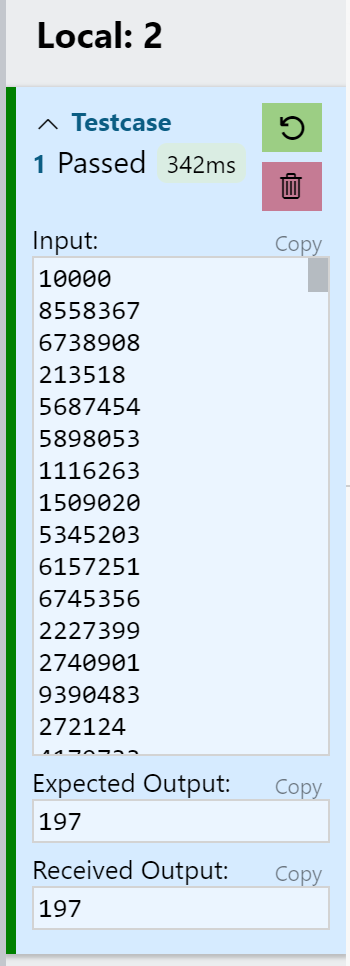 Local: 2
Testcase
1 Passed 342ms
Input:
Copy
10000
8558367
6738908
213518
5687454
5898053
1116263
1509020
5345203
6157251
6745356
2227399
2740901
9390483
272124
Expected Output:
Copy
197
Received Output:
Copy
197